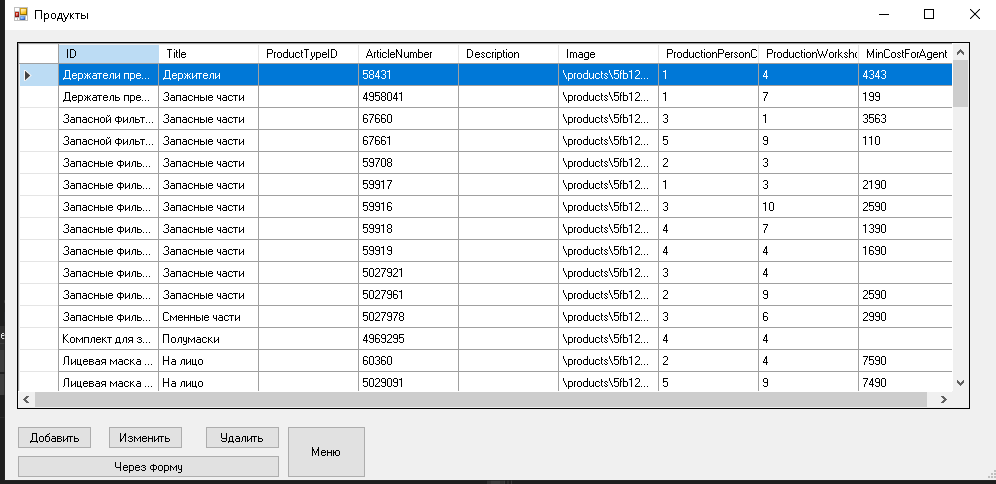 Продукты
ID Title ProductTypeID ArticleNumber Description Image ProductionPersonC ProductionWorksho MinCostForAgent
Держатели пре... Держители 58431 \products\5fb12... 1 4 4343
Держатель пре... Запасные части 4958041 \products\5fb12... 1 7 199
Запасной фильт... Запасные части 67660 \products\5fb12... 3 1 3563
Запасной фильт... Запасные части 67661 \products\5fb12... 5 9 110
Запасные филь... Запасные части 59708 \products\5fb12... 2 3
Запасные филь... Запасные части 59917 \products\5fb12... 1 3 2190
Запасные филь... Запасные части 59916 \products\5fb12... 3 10 2590
Запасные филь... Запасные части 59918 \products\5fb12... 4 7 1390
Запасные филь... Запасные части 59919 \products\5fb12... 4 4 1690
Запасные филь... Запасные части 5027921 \products\5fb12... 3 4
Запасные филь... Запасные части 5027961 \products\5fb12... 2 9 2590
Запасные филь... Сменные части 5027978 \products\5fb12... 3 6 2990
Комплект для з... Полумаски 4969295 \products\5fb12... 4 4
Лицевая маска ... На лицо 60360 \products\5fb12... 2 4 7590
Лицевая маска ... На лицо 5029091 \products\5fb12... 5 9 7490
Добавить Изменить Удалить Меню
Через форму